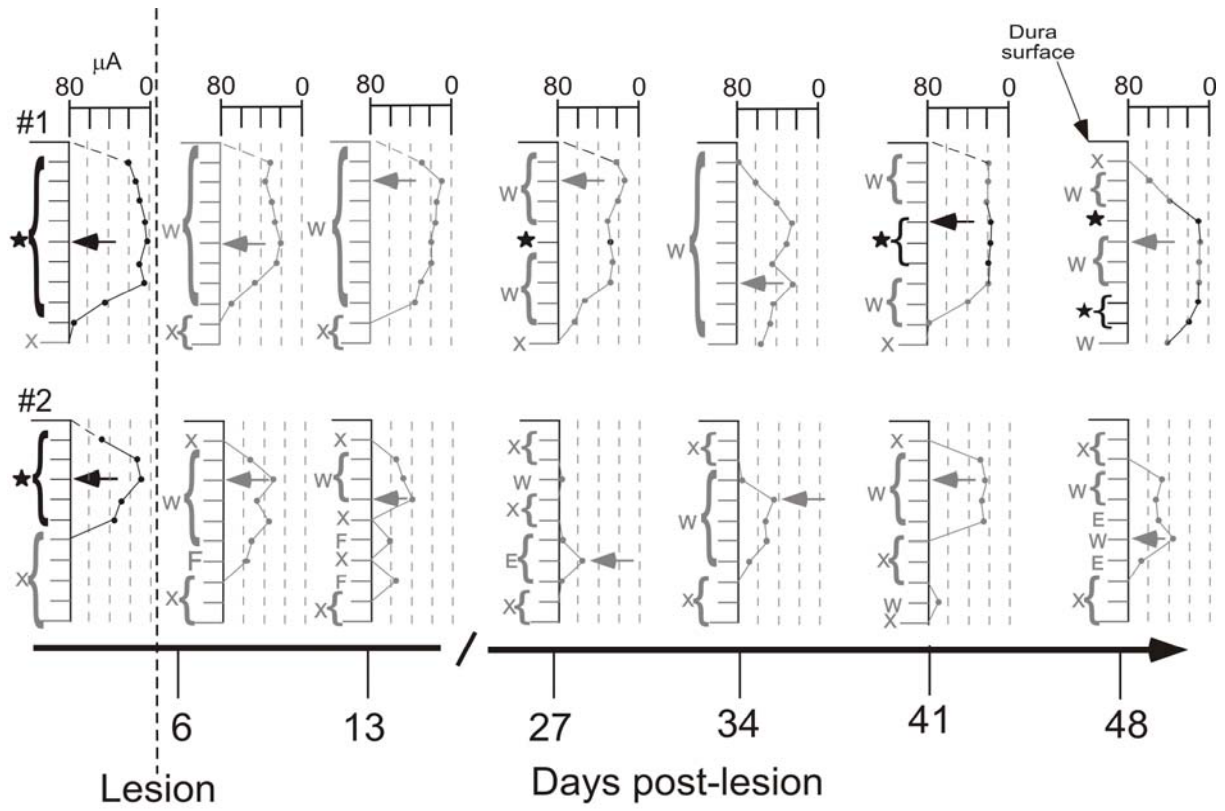 Dura
surface
μA
80 0 80 0 80 0 80 0 80 0 80 0 80 0
#1
X
W W
W W W
★ ★ ★
★ W W W W ★ W
W W ★
X X X X W
#2
X X X X X X
★ W W W W W W
X E
W X W
F F E X
X X
X X F X X W X
X
6 13 27 34 41 48
Lesion Days post-lesion